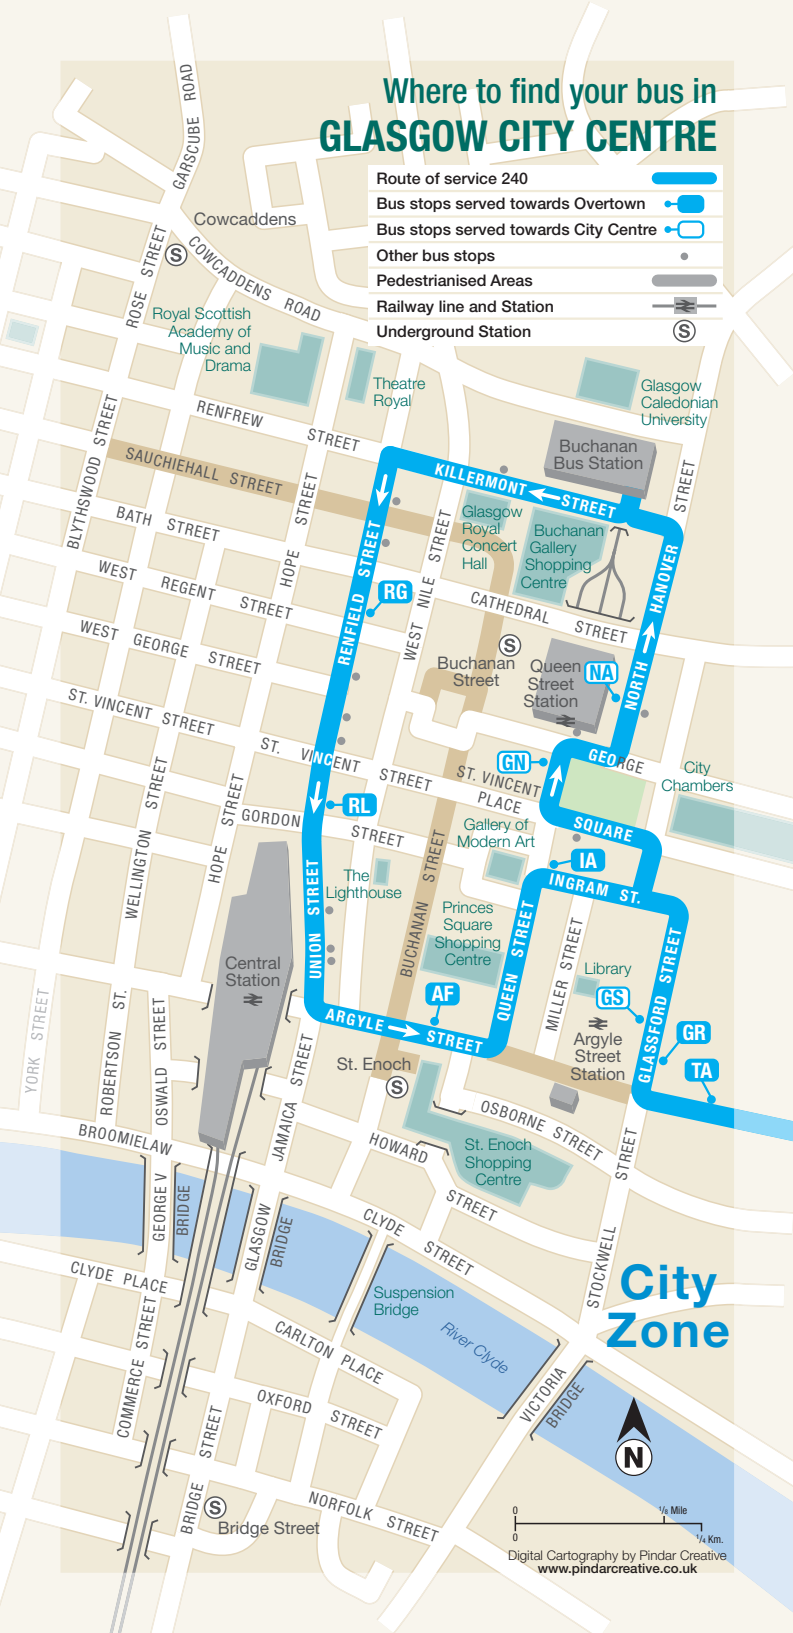 Where to find your bus in
GLASGOW CITY CENTRE
Route of service 240
Bus stops served towards Overtown
Bus stops served towards City Centre
Other bus stops
Pedestrianised Areas
Railway line and Station
Underground Station
S
GARSCUBE ROAD
Cowcaddens
S
COWCADDENS ROAD
ROSE STREET
Royal Scottish
Academy of
Music and
Drama
Theatre
Royal
Glasgow
Caledonian
University
RENFREW STREET
Buchanan
Bus Station
BLYTHSWOOD STREET
SAUCHIEHALL STREET
KILLERMONT STREET
STREET
BATH STREET
HOPE STREET
RENFIELD STREET
WEST NILE STREET
Glasgow
Royal
Concert
Hall
Buchanan
Gallery
Shopping
Centre
NORTH HANOVER
WEST REGENT STREET
RG
CATHEDRAL STREET
WEST GEORGE STREET
S
Buchanan
Street
Queen
Street
Station
NA
ST. VINCENT STREET
ST. VINCENT STREET
GN
GEORGE
ST. VINCENT
PLACE
City
Chambers
WELLINGTON STREET
HOPE STREET
GORDON STREET
RL
SQUARE
Gallery of
Modern Art
IA
INGRAM ST.
The
Lighthouse
BUCHANAN STREET
UNION STREET
Princes
Square
Shopping
Centre
QUEEN STREET
MILLER STREET
GLASSFORD STREET
Central
Station
Library
GS
AF
ARGYLE STREET
Argyle
Street
Station
GR
TA
YORK STREET
ROBERTSON ST.
OSWALD STREET
JAMAICA STREET
St. Enoch
S
OSBORNE STREET
BROOMIELAW
HOWARD STREET
St. Enoch
Shopping
Centre
STOCKWELL STREET
GEORGE V
BRIDGE
GLASGOW
BRIDGE
CLYDE STREET
CLYDE PLACE
Suspension
Bridge
River Clyde
City
Zone
COMMERCE STREET
CARLTON PLACE
VICTORIA
BRIDGE
OXFORD STREET
BRIDGE STREET
N
S
Bridge Street
NORFOLK STREET
0 1/8 Mile
0 1/4 Km.
Digital Cartography by Pindar Creative
www.pindarcreative.co.uk